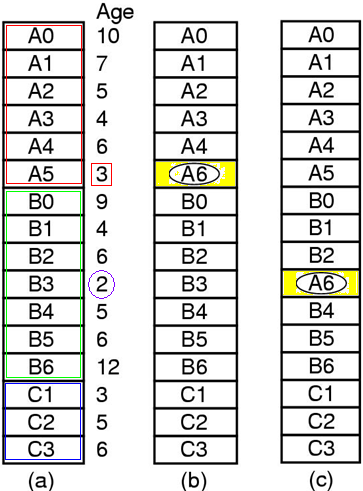 Age
A0 10 A0 A0
A1 7 A1 A1
A2 5 A2 A2
A3 4 A3 A3
A4 6 A4 A4
A5 3 A6 A5
B0 9 B0 B0
B1 4 B1 B1
B2 6 B2 B2
B3 2 B3 A6
B4 5 B4 B4
B5 6 B5 B5
B6 12 B6 B6
C1 3 C1 C1
C2 5 C2 C2
C3 6 C3 C3
(a) (b) (c)